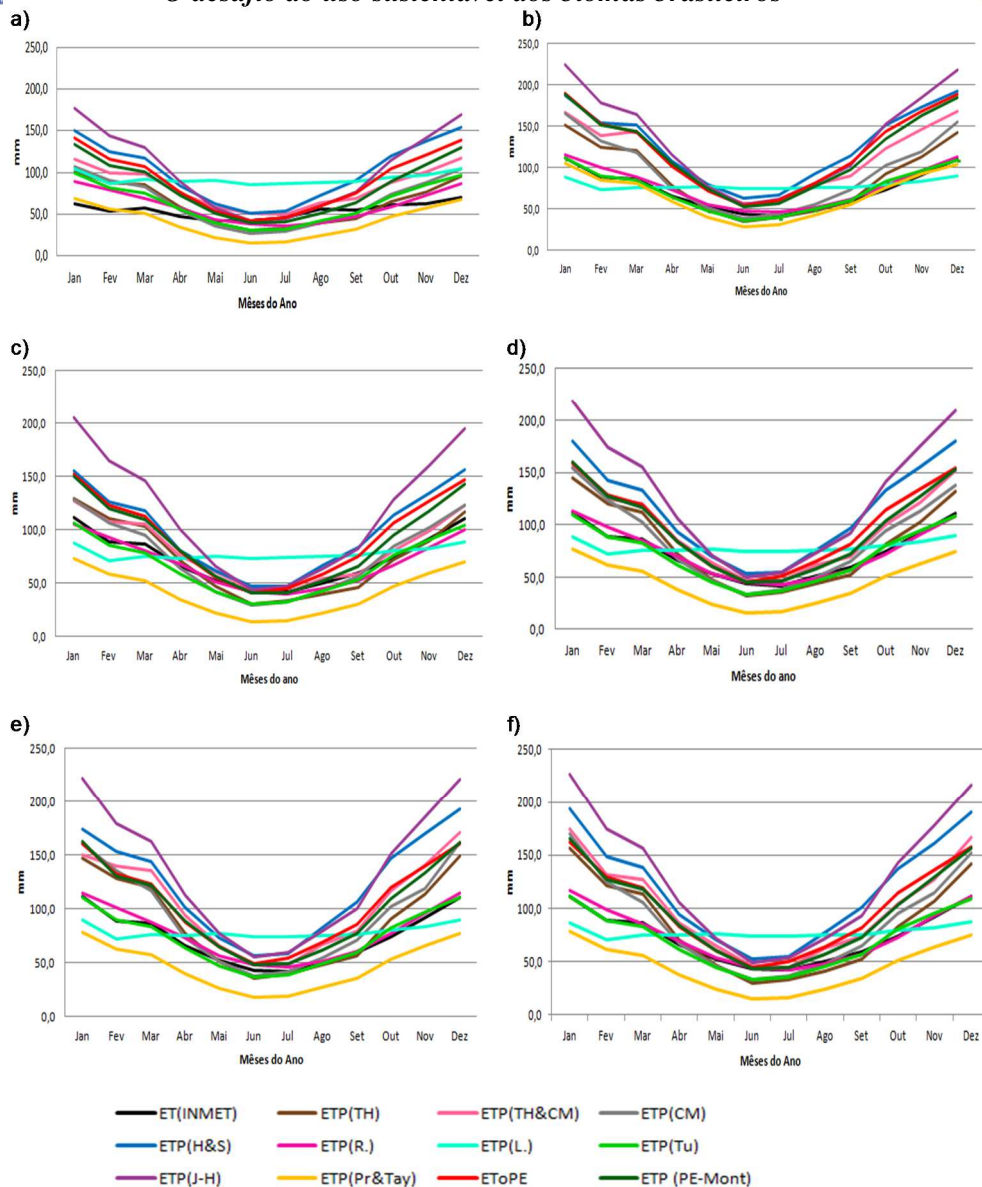 O desafio do uso sustentável dos biomas brasileiros
a)
250,0
200,0
150,0
100,0
50,0
0,0
mm
Jan Fev Mar Abr Mai Jun Jul Ago Set Out Nov Dez
Mêses do Ano
b)
250,0
200,0
150,0
100,0
50,0
0,0
mm
Jan Fev Mar Abr Mai Jun Jul Ago Set Out Nov Dez
Mêses do Ano
c)
250,0
200,0
150,0
100,0
50,0
0,0
mm
Jan Fev Mar Abr Mai Jun Jul Ago Set Out Nov Dez
Mêses do ano
d)
250,0
200,0
150,0
100,0
50,0
0,0
mm
Jan Fev Mar Abr Mai Jun Jul Ago Set Out Nov Dez
Mêses do ano
e)
250,0
200,0
150,0
100,0
50,0
0,0
mm
Jan Fev Mar Abr Mai Jun Jul Ago Set Out Nov Dez
Mêses do Ano
f)
250,0
200,0
150,0
100,0
50,0
0,0
Jan Fev Mar Abr Mai Jun Jul Ago Set Out Nov Dez
Mêses do Ano
ET(INMET) ETP(TH) ETP(TH&CM) ETP(CM)
ETP(H&S) ETP(R.) ETP(L.) ETP(Tu)
ETP(J-H) ETP(Pr&Tay) EToPE ETP (PE-Mont)